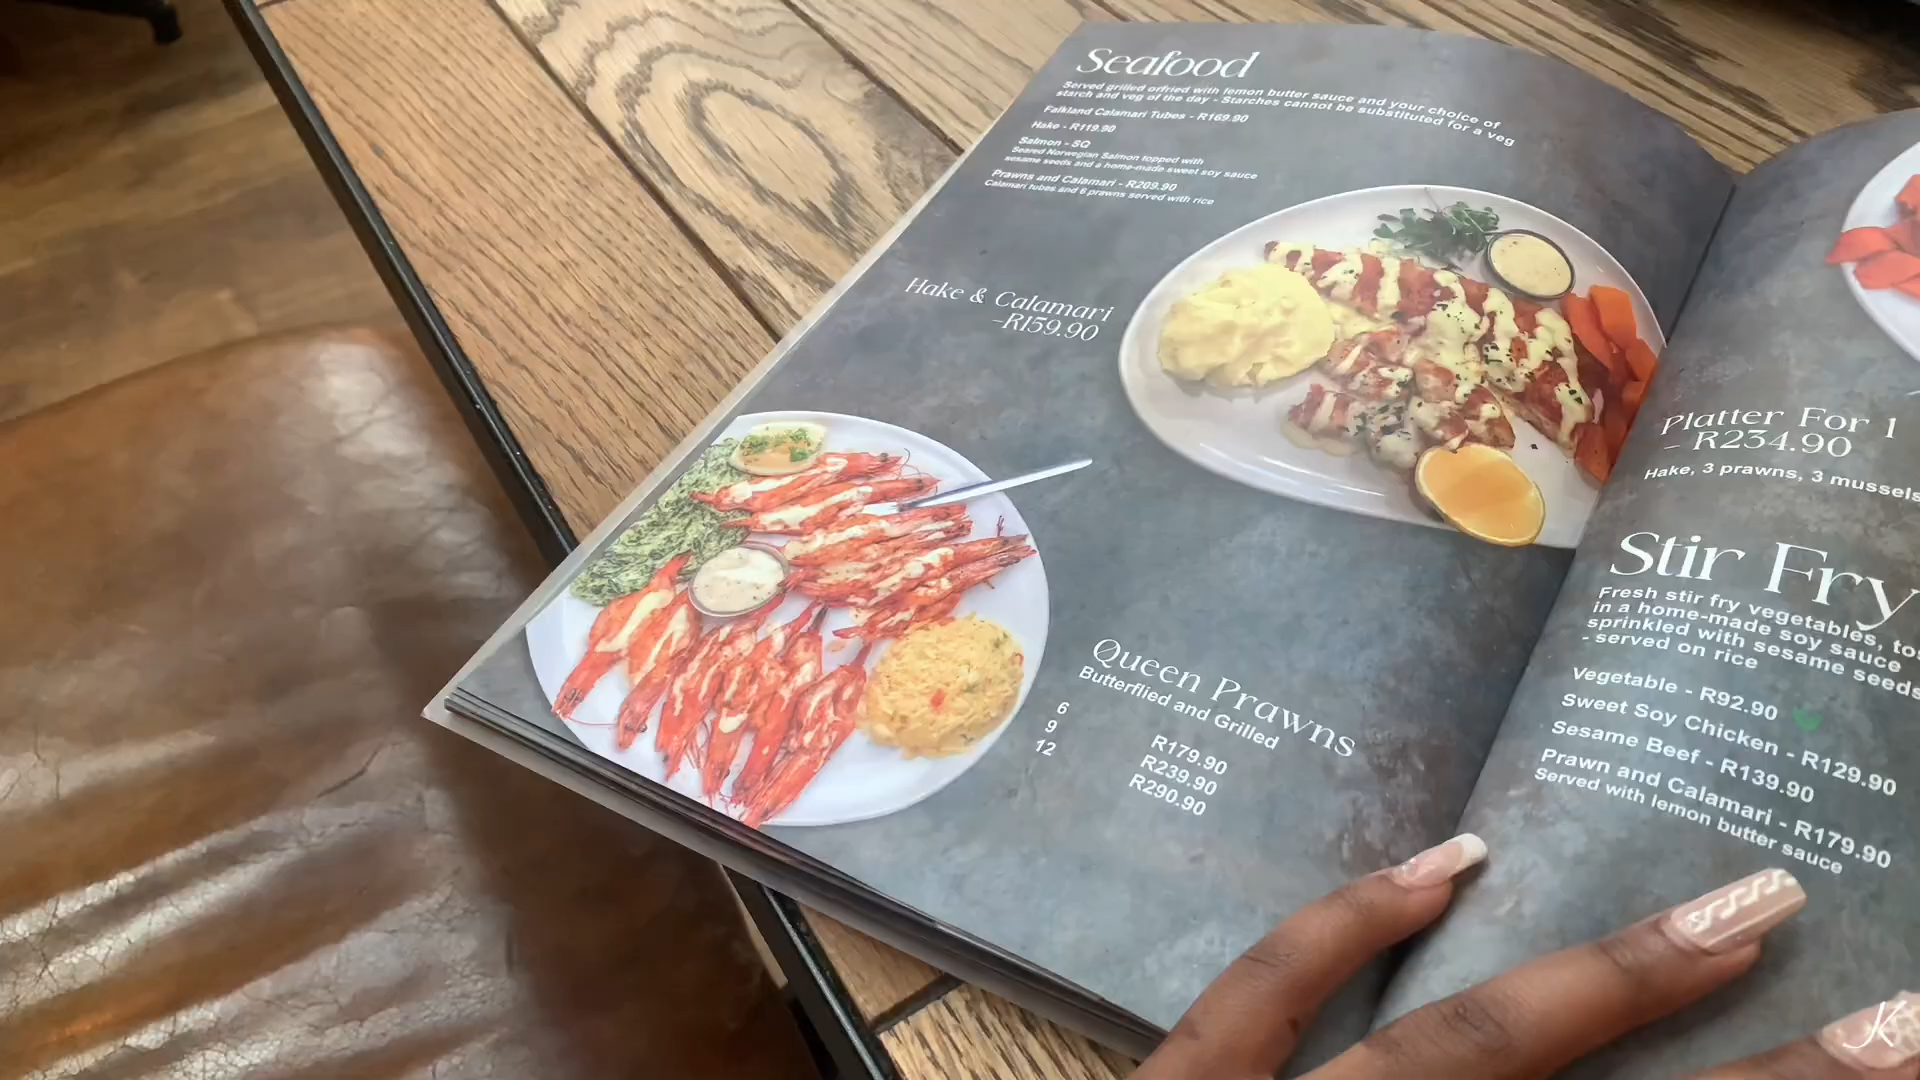 Seafood
Served grilled orfried with lemon butter sauce and your choice of
starch and veg of the day - Starches cannot be substituted for a veg
Falkland Calamari Tubes - R169.90
Hake - R119.90
Salmon - SQ
Seared Norwegian Salmon topped with
sesame seeds and a home-made sweet soy sauce
Prawns and Calamari - R209.90
Calamari tubes and 6 prawns served with rice
Hake & Calamari
-R159.90
Queen Prawns
Butterflied and Grilled
6 R179.90
9 R239.90
12 R290.90
Platter For 1
- R234.90
Hake, 3 prawns, 3 mussels
Stir Fry
Fresh stir fry vegetables,
in a home-made soy sauce
sprinkled with sesame seeds
- served on rice
Vegetable - R92.90
Sweet Soy Chicken - R129.90
Sesame Beef - R139.90
Prawn and Calamari - R179.90
Served with lemon butter sauce
JK